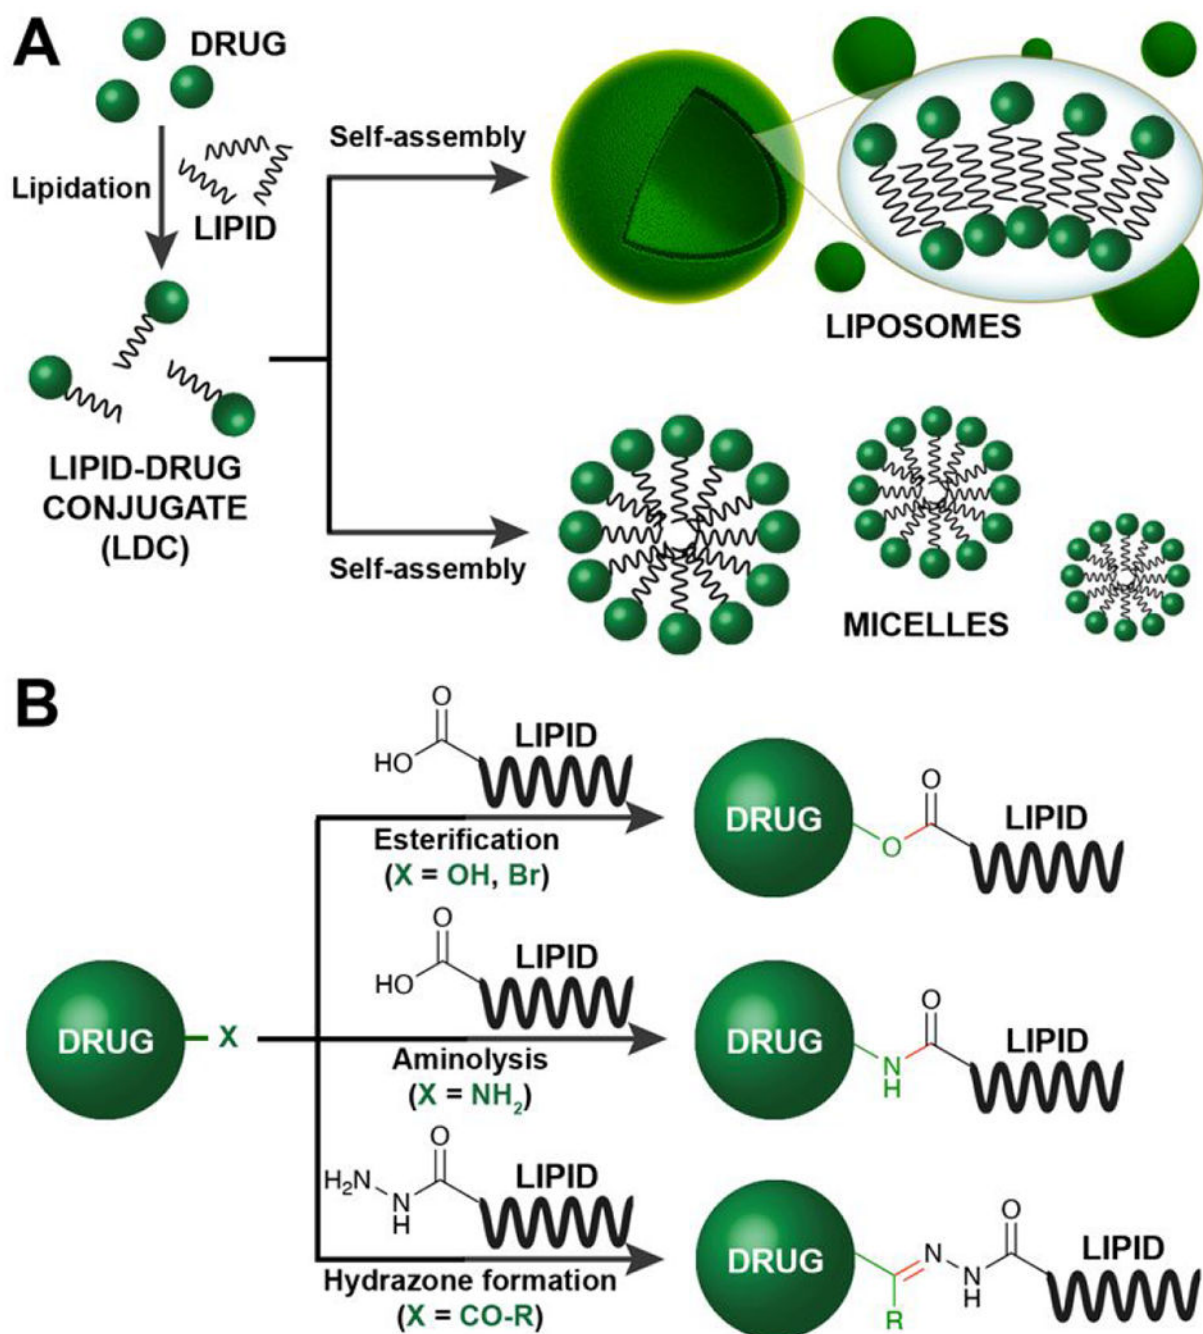 A
DRUG
Lipidation
LIPID
LIPID-DRUG
CONJUGATE
(LDC)
Self-assembly
LIPOSOMES
Self-assembly
MICELLES
B
O
HO
LIPID
Esterification
(X = OH, Br)
DRUG
O
O
LIPID
O
HO
LIPID
DRUG
X
Aminolysis
(X = NH₂)
DRUG
N
H
O
LIPID
O
H₂N
N
H
LIPID
Hydrazone formation
(X = CO-R)
DRUG
R
N
N
H
O
LIPID